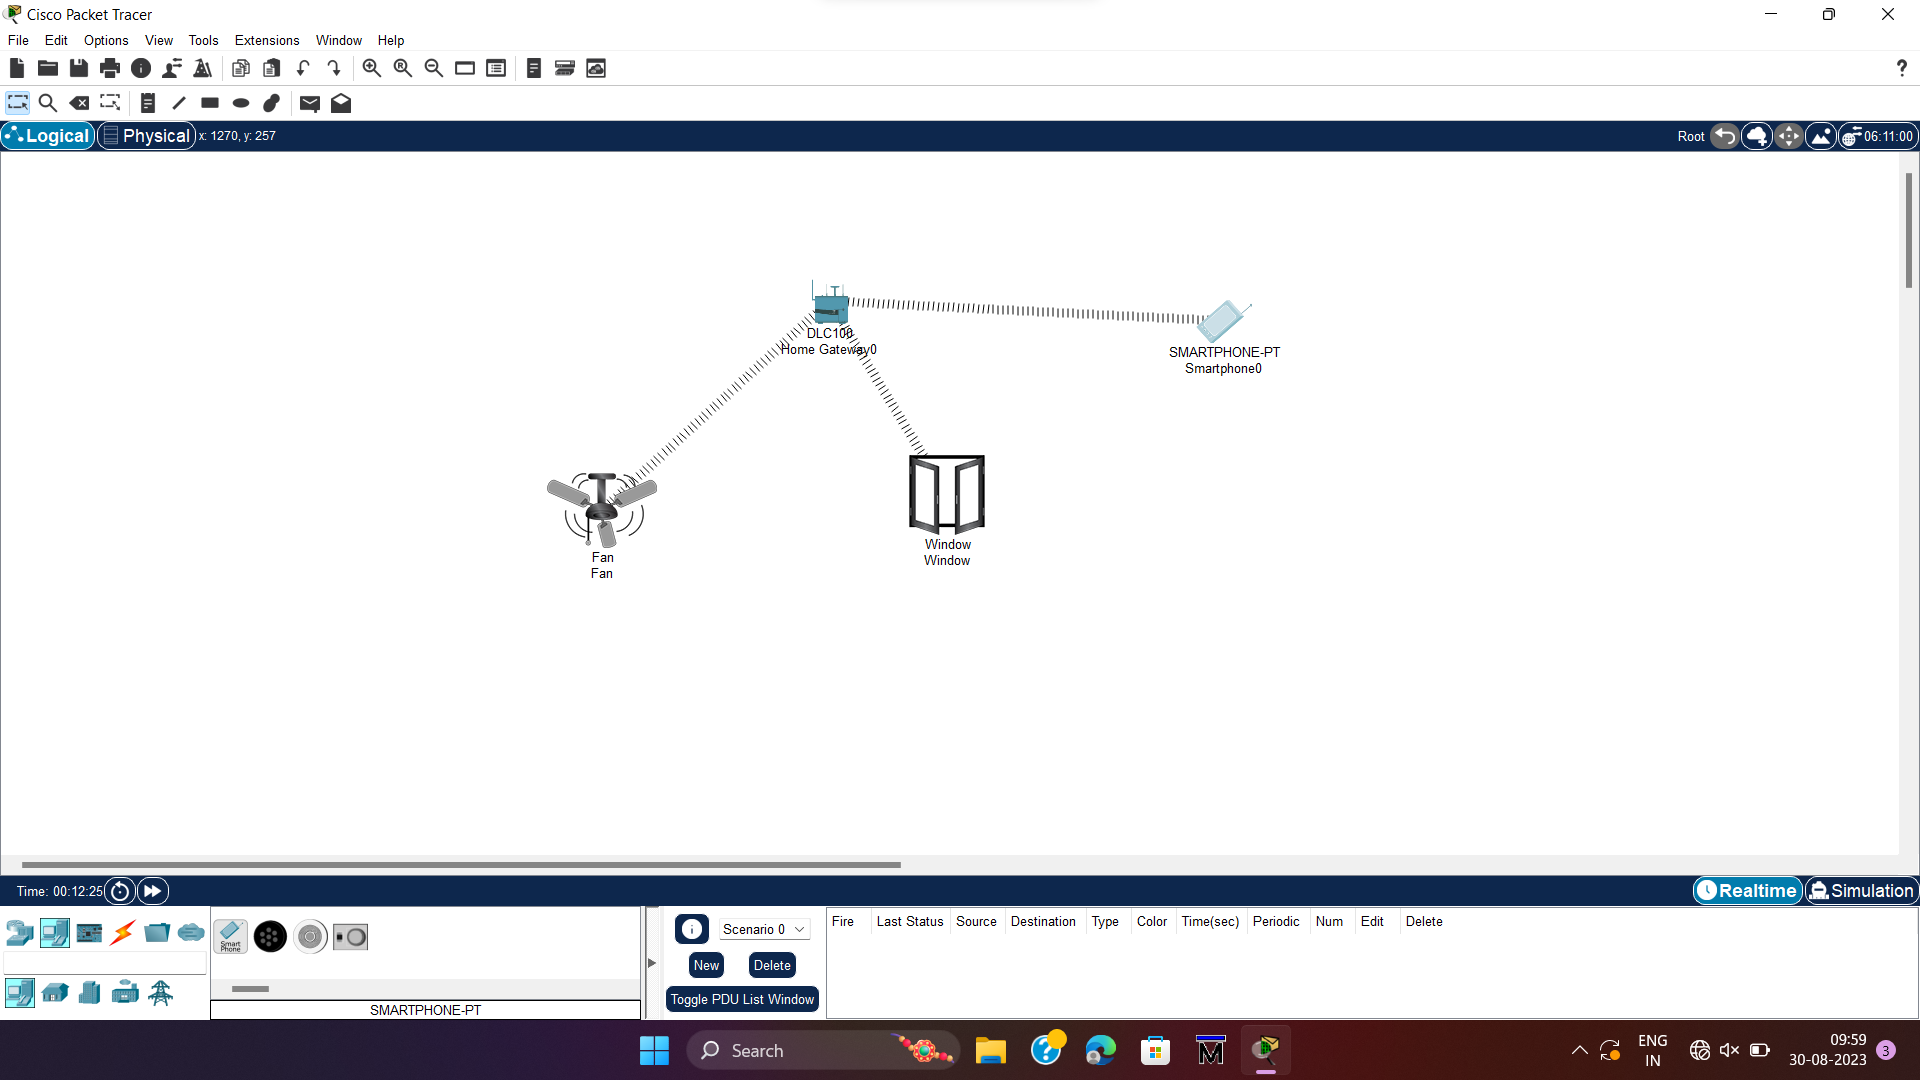 Cisco Packet Tracer
File Edit Options View Tools Extensions Window Help
?
Logical Physical x: 1270, y: 257 Root 06:11:00
DLC100
Home Gateway0
SMARTPHONE-PT
Smartphone0
Fan
Fan
Window
Window
Time: 00:12:25 Realtime Simulation
Smart
Phone
SMARTPHONE-PT
Scenario 0
New Delete
Toggle PDU List Window
Fire Last Status Source Destination Type Color Time(sec) Periodic Num Edit Delete
Search
ENG
IN
09:59
30-08-2023
3